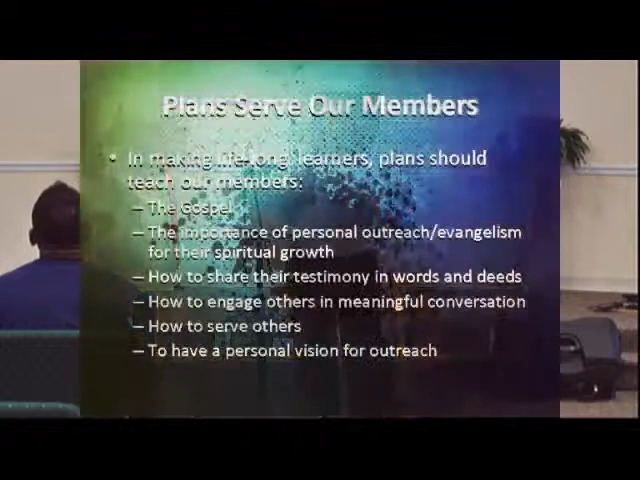 Plans Serve Our Members
• In making life-long learners, plans should
teach our members:
– The Gospel
– The importance of personal outreach/evangelism
for their spiritual growth
– How to share their testimony in words and deeds
– How to engage others in meaningful conversation
– How to serve others
– To have a personal vision for outreach